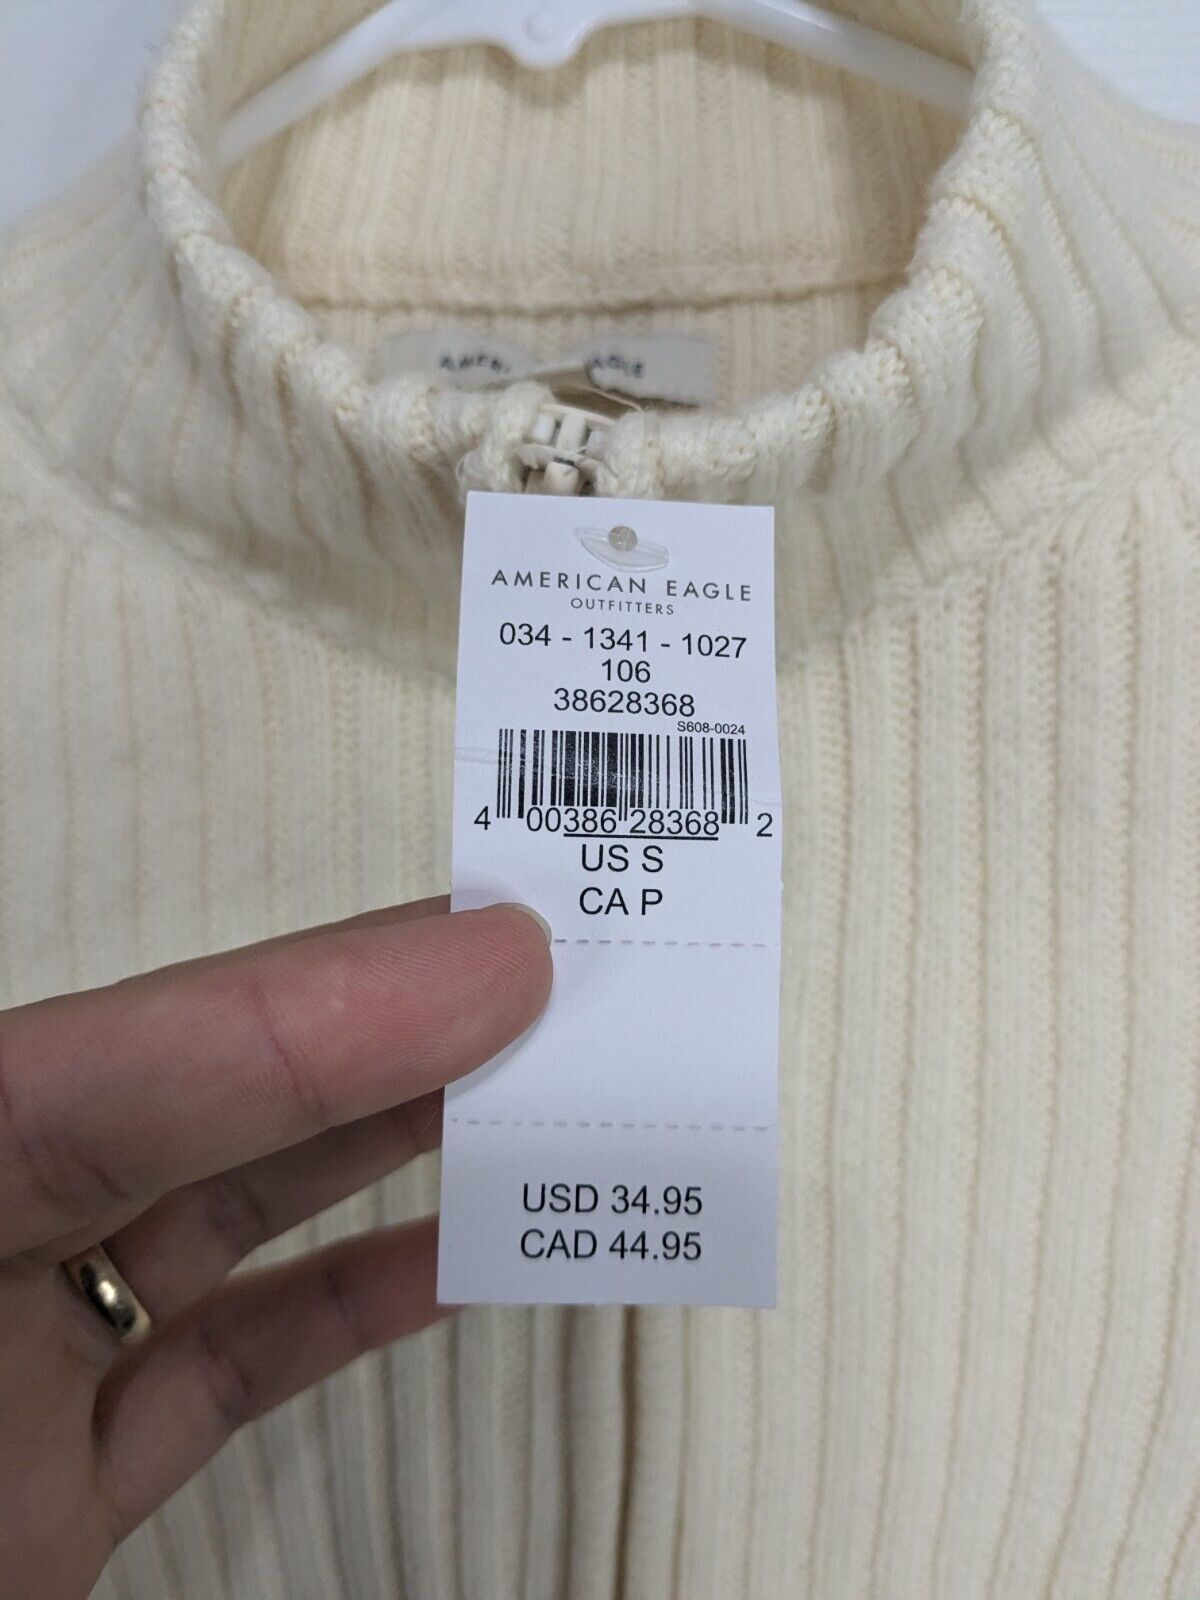 AMERICAN EAGLE
OUTFITTERS
034 - 1341 - 1027
106
38628368
S608-0024
4 00386 28368 2
US S
CA P
USD 34.95
CAD 44.95